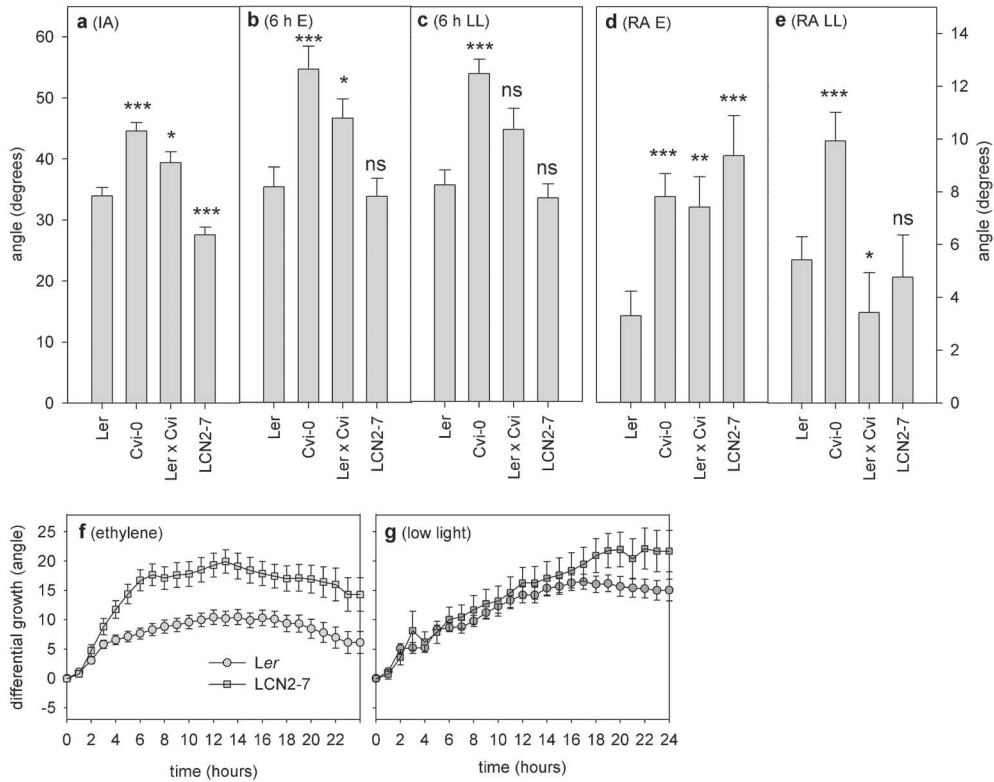 a (IA)
b (6 h E)
c (6 h LL)
d (RA E)
e (RA LL)
60
50
40
30
20
10
0
angle (degrees)
*** * ***
*** * ns
*** ns ns
*** ** ***
*** * ns
14
12
10
8
6
4
2
0
angle (degrees)
Ler Cvi-0 Ler x Cvi LCN2-7
Ler Cvi-0 Ler x Cvi LCN2-7
Ler Cvi-0 Ler x Cvi LCN2-7
Ler Cvi-0 Ler x Cvi LCN2-7
Ler Cvi-0 Ler x Cvi LCN2-7
f (ethylene)
g (low light)
25
20
15
10
5
0
-5
differential growth (angle)
Ler
LCN2-7
0 2 4 6 8 10 12 14 16 18 20 22
0 2 4 6 8 10 12 14 16 18 20 22 24
time (hours)
time (hours)